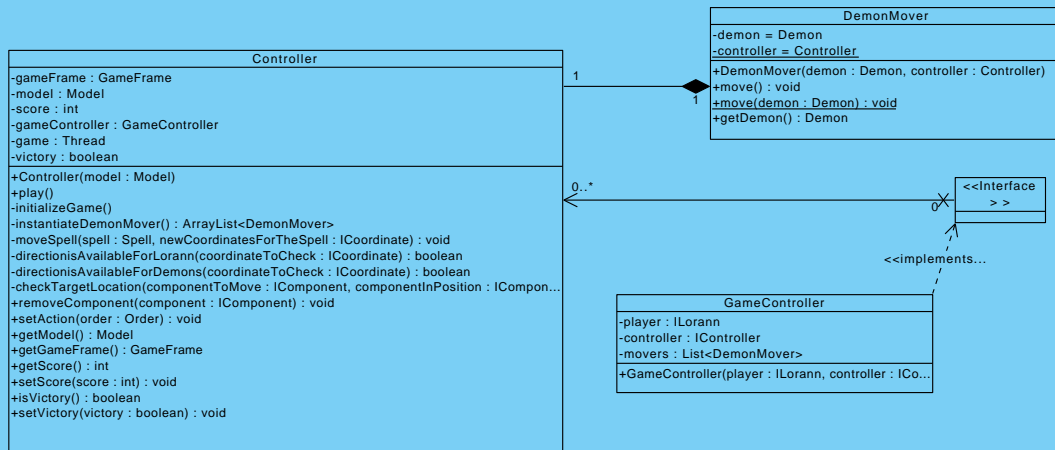 DemonMover
-demon = Demon
-controller = Controller
+DemonMover(demon : Demon, controller : Controller)
+move() : void
+move(demon : Demon) : void
+getDemon() : Demon
Controller
-gameFrame : GameFrame
-model : Model
-score : int
-gameController : GameController
-game : Thread
-victory : boolean
+Controller(model : Model)
+play()
-initializeGame()
-instantiateDemonMover() : ArrayList<DemonMover>
-moveSpell(spell : Spell, newCoordinatesForTheSpell : ICoordinate) : void
-directionisAvailableForLorann(coordinateToCheck : ICoordinate) : boolean
-directionisAvailableForDemons(coordinateToCheck : ICoordinate) : boolean
-checkTargetLocation(componentToMove : IComponent, componentInPosition : ICompon...
+removeComponent(component : IComponent) : void
+setAction(order : Order) : void
+getModel() : Model
+getGameFrame() : GameFrame
+getScore() : int
+setScore(score : int) : void
+isVictory() : boolean
+setVictory(victory : boolean) : void
1
1
0..*
0
<<Interface
> >
<<implements...
GameController
-player : ILorann
-controller : IController
-movers : List<DemonMover>
+GameController(player : ILorann, controller : ICo...